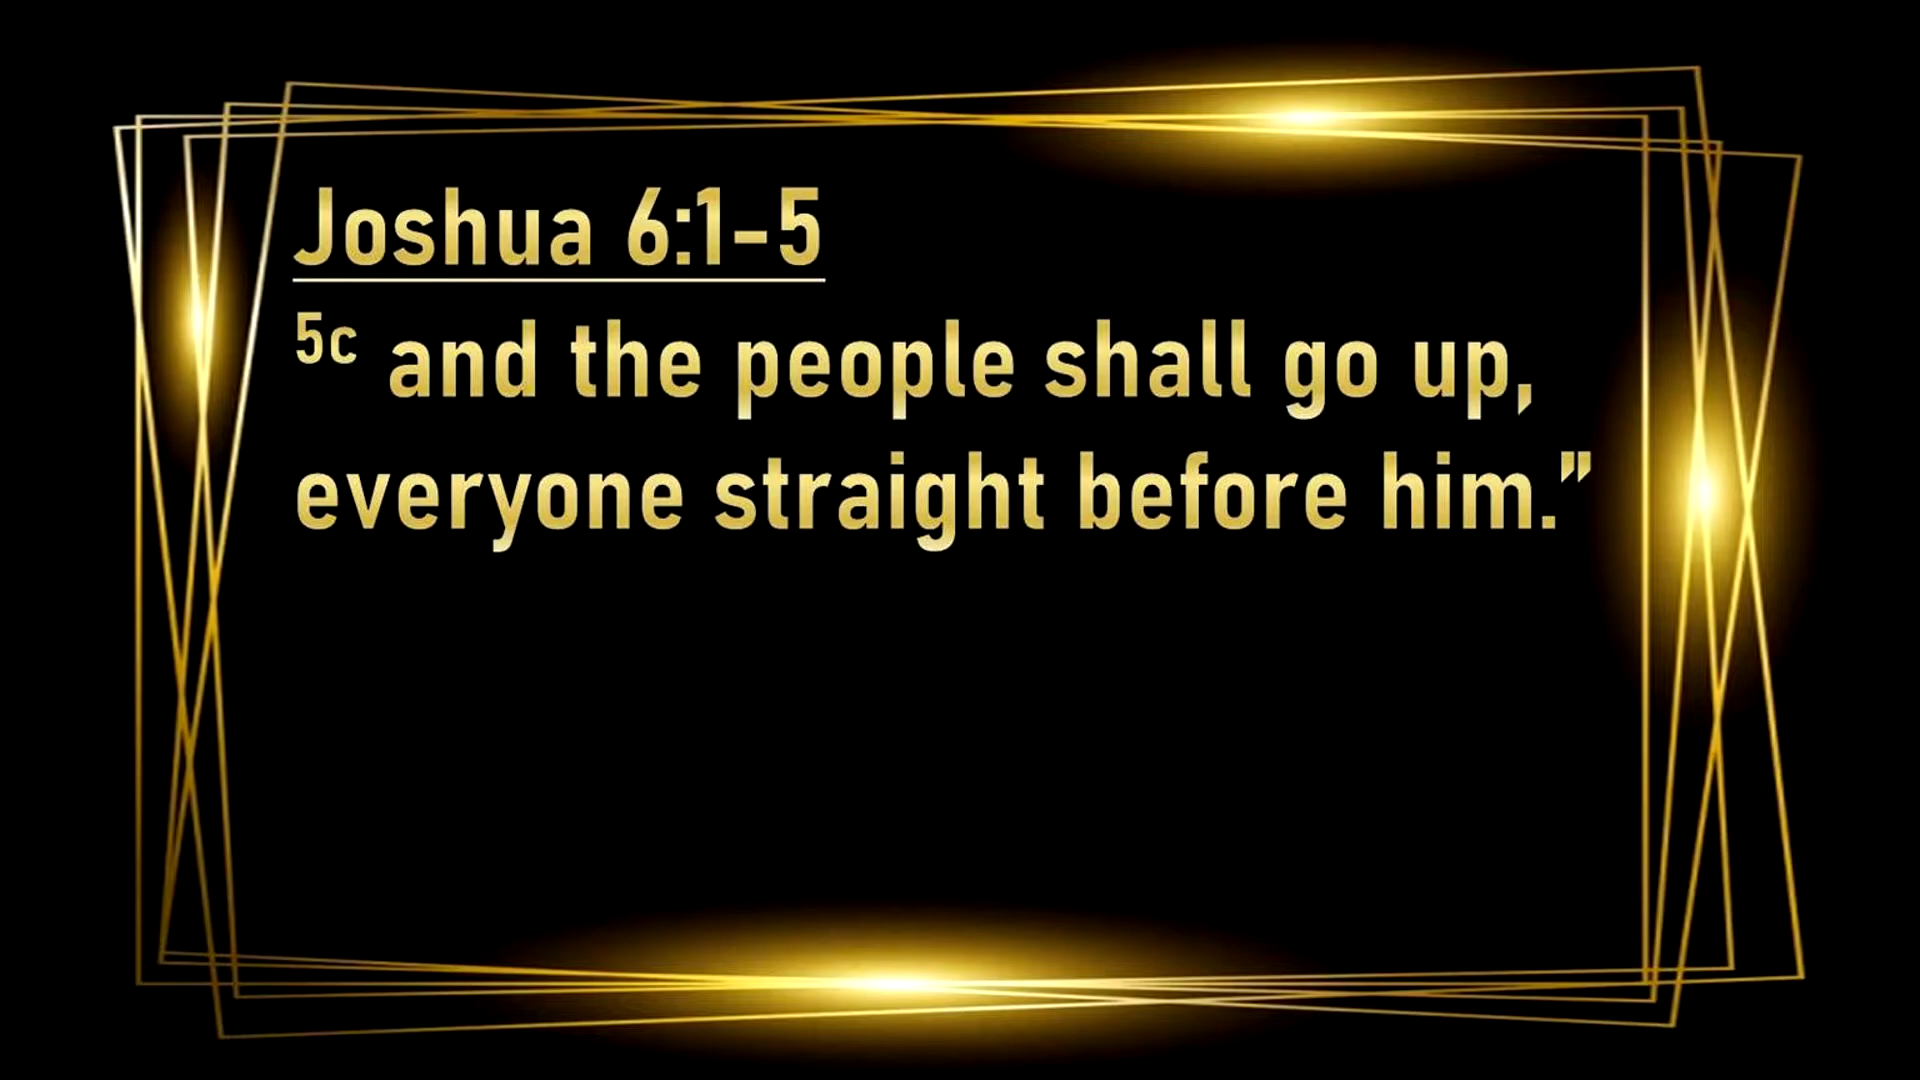 Joshua 6:1-5
5c and the people shall go up,
everyone straight before him.”